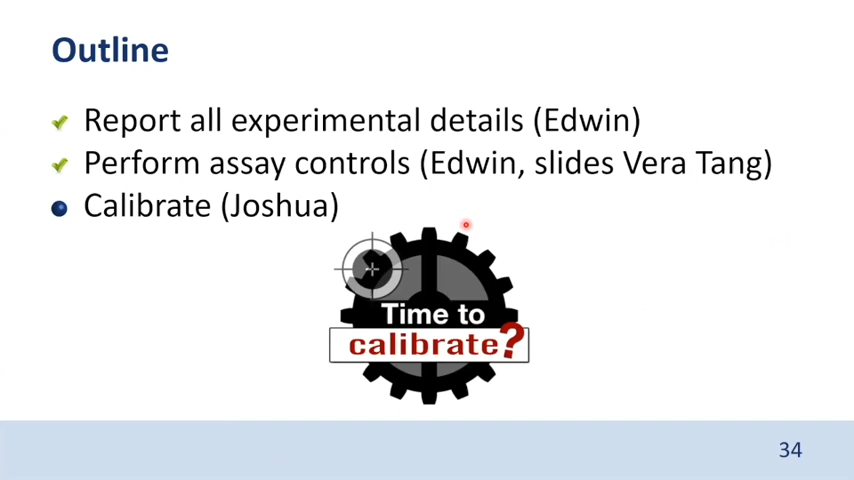 Outline
Report all experimental details (Edwin)
Perform assay controls (Edwin, slides Vera Tang)
Calibrate (Joshua)
Time to
calibrate?
34